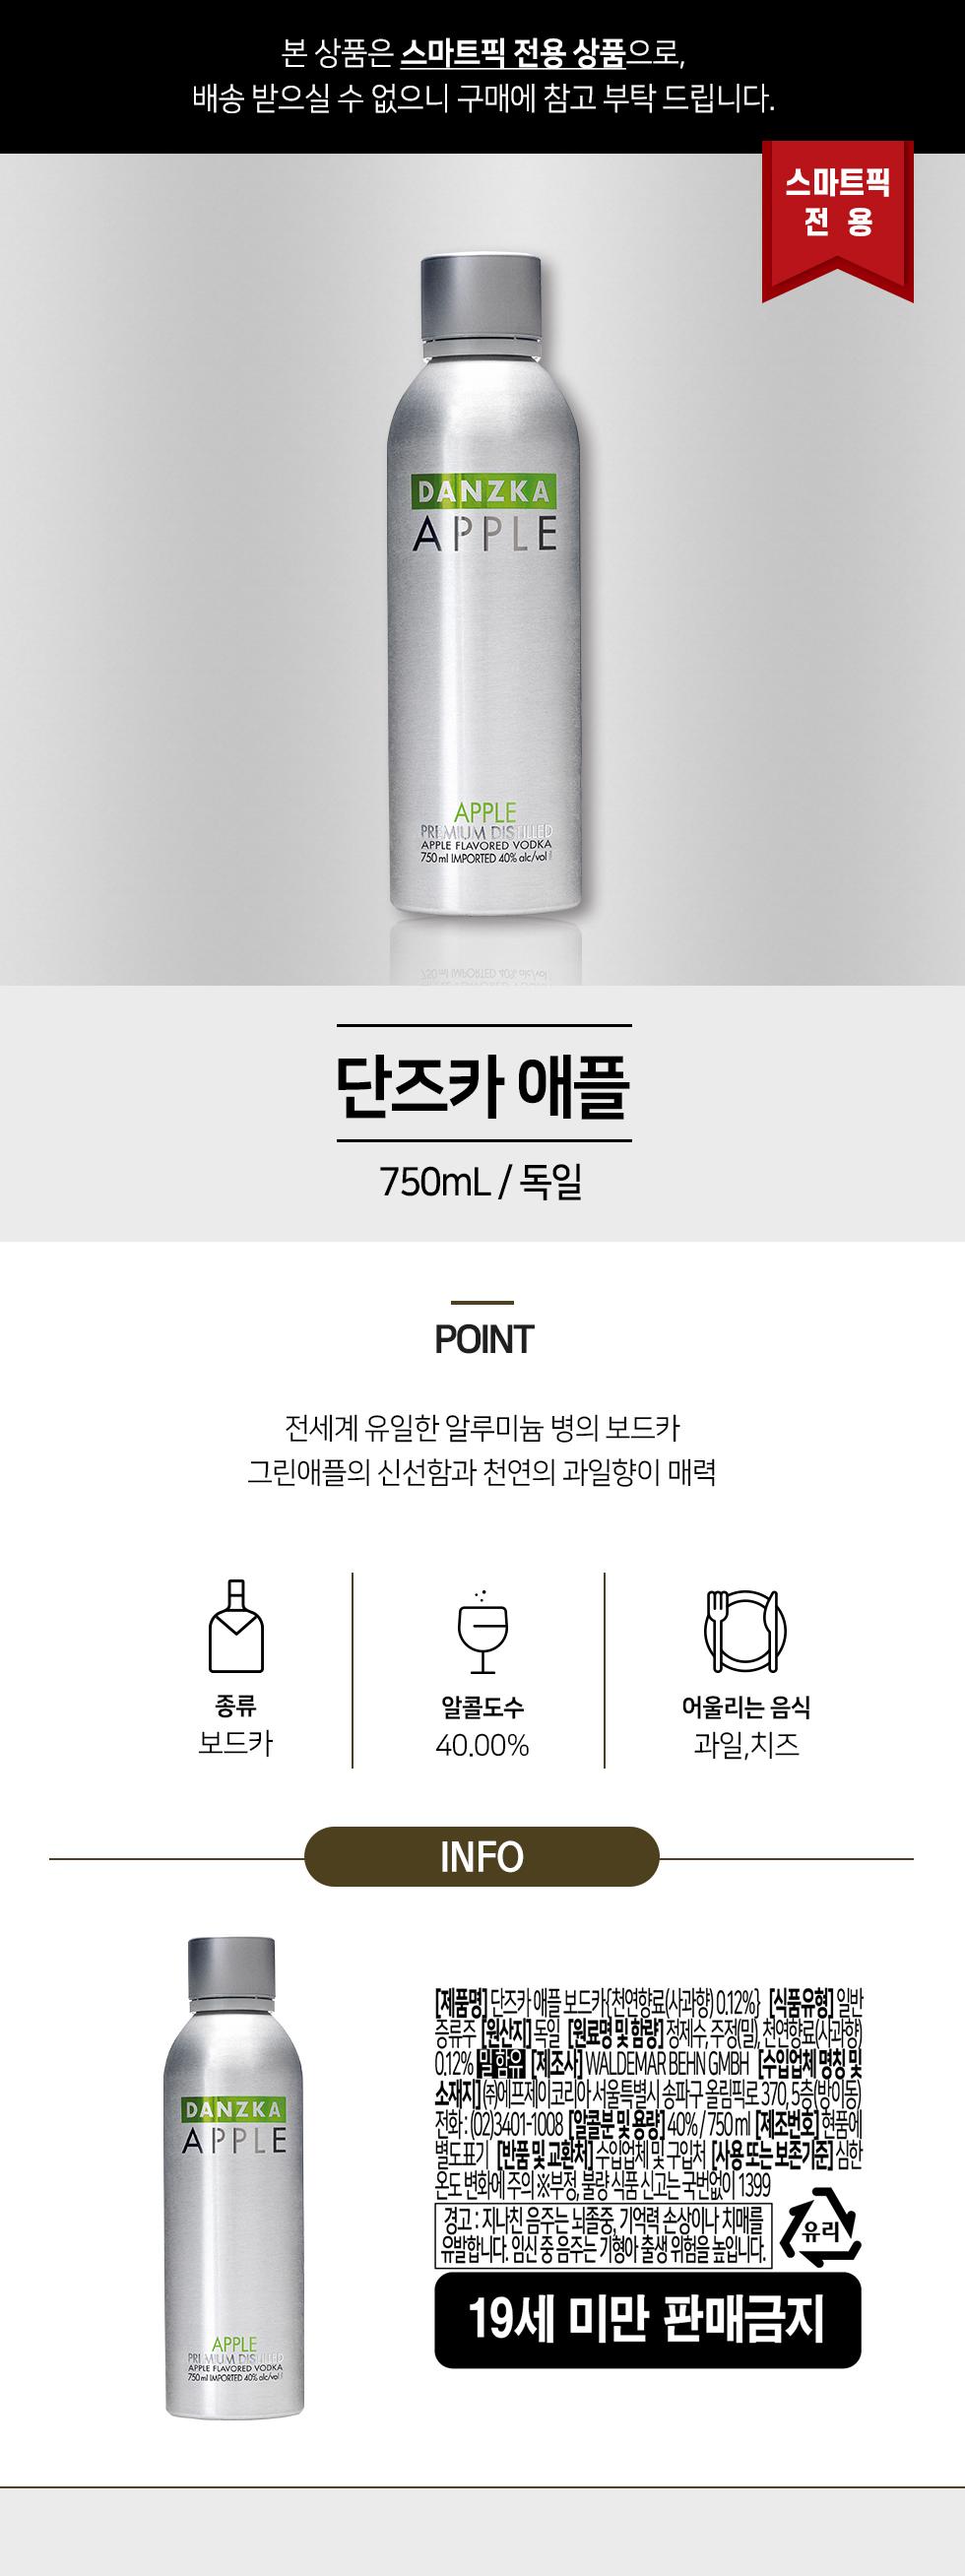 본 상품은 스마트픽 전용 상품으로,
배송 받으실 수 없으니 구매에 참고 부탁 드립니다.
스마트픽
전 용
DANZKA
APPLE
APPLE
PREMIUM DISTILLED
APPLE FLAVORED VODKA
750 ml IMPORTED 40% alc/vol
단즈카 애플
750mL / 독일
POINT
전세계 유일한 알루미늄 병의 보드카
그린애플의 신선함과 천연의 과일향이 매력
종류
보드카
알콜도수
40.00%
어울리는 음식
과일,치즈
INFO
DANZKA
APPLE
APPLE
PREMIUM DISTILLED
APPLE FLAVORED VODKA
750 ml IMPORTED 40% alc/vol
[제품명] 단즈카 애플 보드카{천연향료(사과향) 0.12%} [식품유형] 일반
증류주 [원산지] 독일 [원료명 및 함량] 정제수, 주정(밀), 천연향료(사과향)
0.12% 밀 함유 [제조사] WALDEMAR BEHN GMBH [수입업체 명칭 및
소재지] ㈜에프제이코리아 서울특별시 송파구 올림픽로 370, 5층(방이동)
전화 : (02)3401-1008 [알콜분 및 용량] 40% / 750 ml [제조번호] 현품에
별도표기 [반품 및 교환처] 수입업체 및 구입처 [사용 또는 보존기준] 심한
온도 변화에 주의 ※부정, 불량 식품 신고는 국번없이 1399
경고 : 지나친 음주는 뇌졸중, 기억력 손상이나 치매를
유발합니다. 임신 중 음주는 기형아 출생 위험을 높입니다.
유리
19세 미만 판매금지